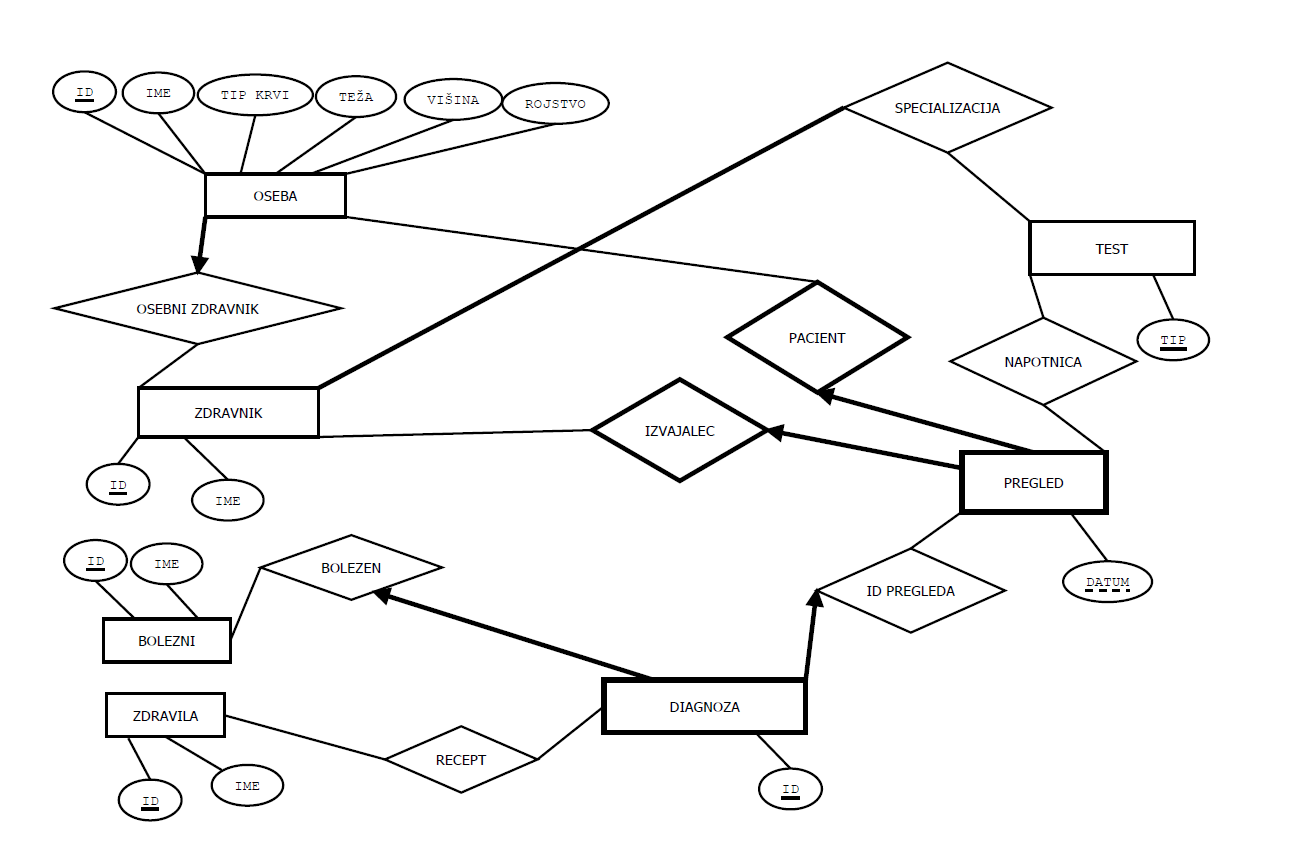 ID
IME
TIP KRVI
TEŽA
VIŠINA
ROJSTVO
SPECIALIZACIJA
OSEBA
TEST
OSEBNI ZDRAVNIK
PACIENT
TIP
NAPOTNICA
ZDRAVNIK
IZVAJALEC
ID
IME
PREGLED
ID
IME
BOLEZEN
ID PREGLEDA
DATUM
BOLEZNI
ZDRAVILA
DIAGNOZA
RECEPT
ID
IME
ID